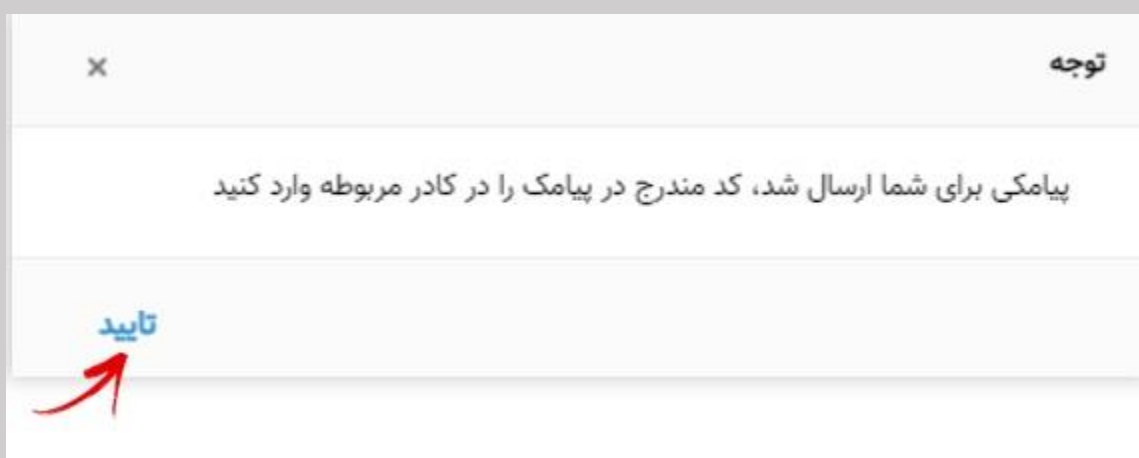 توجه
×
پیامکی برای شما ارسال شد، کد مندرج در پیامک را در کادر مربوطه وارد کنید
تایید